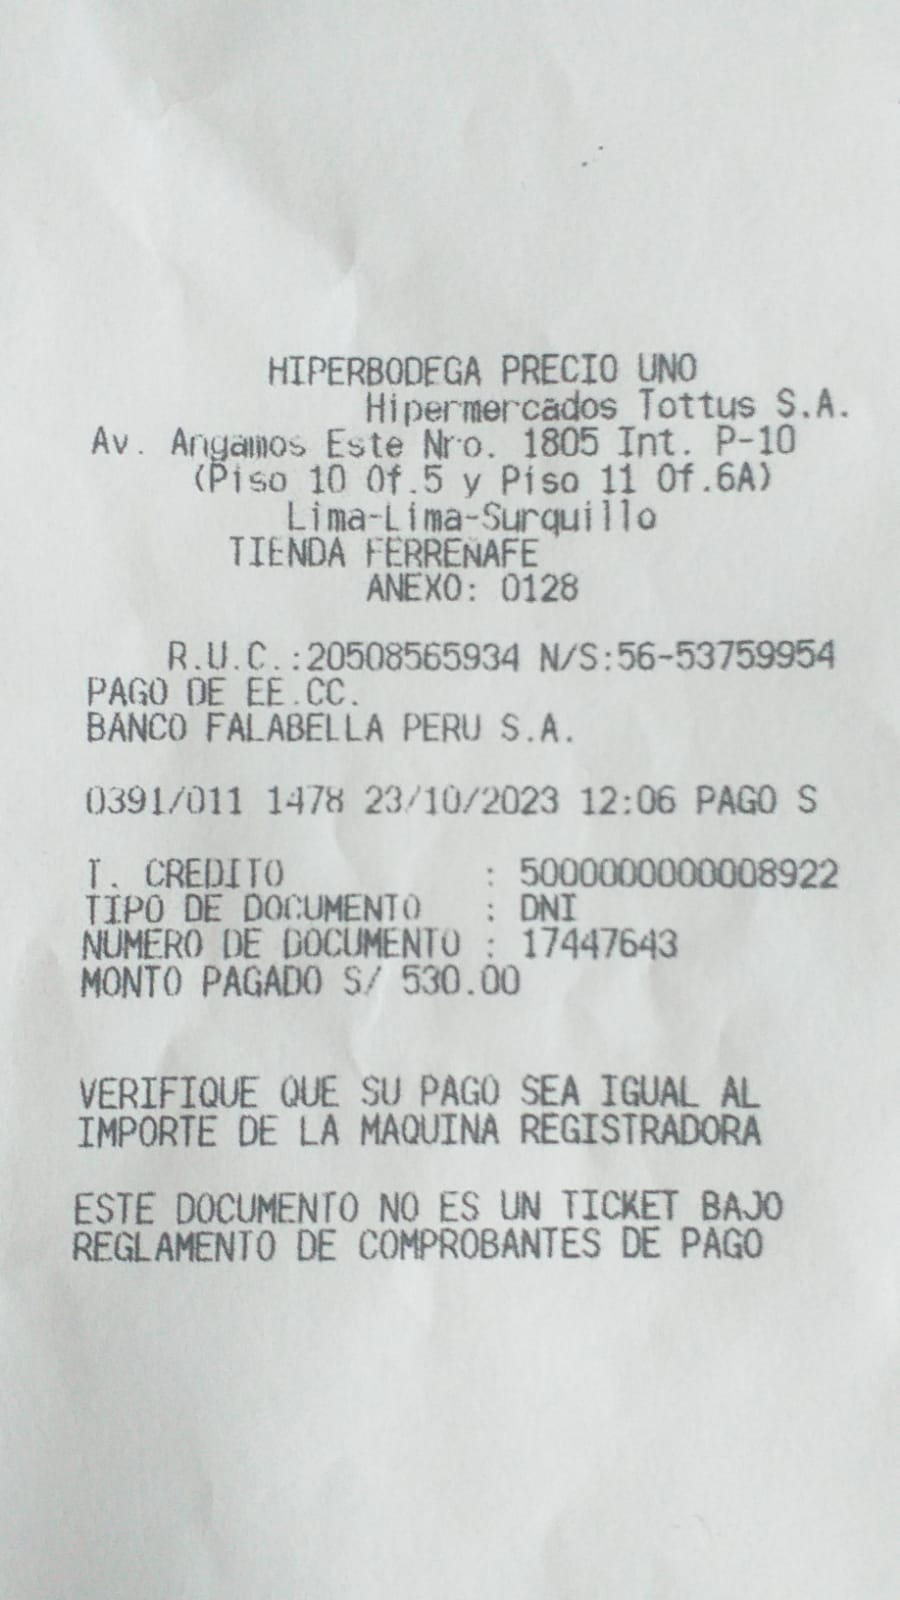 HIPERBODEGA PRECIO UNO
Hipermercados Tottus S.A.
Av. Angamos Este Nro. 1805 Int. P-10
(Piso 10 Of.5 y Piso 11 Of.6A)
Lima-Lima-Surquillo
TIENDA FERREÑAFE
ANEXO: 0128
R.U.C.:20508565934 N/S:56-53759954
PAGO DE EE.CC.
BANCO FALABELLA PERU S.A.
0391/011 1478 23/10/2023 12:06 PAGO S
T. CREDITO : 5000000000008922
TIPO DE DOCUMENTO : DNI
NUMERO DE DOCUMENTO : 17447643
MONTO PAGADO S/ 530.00
VERIFIQUE QUE SU PAGO SEA IGUAL AL
IMPORTE DE LA MAQUINA REGISTRADORA
ESTE DOCUMENTO NO ES UN TICKET BAJO
REGLAMENTO DE COMPROBANTES DE PAGO